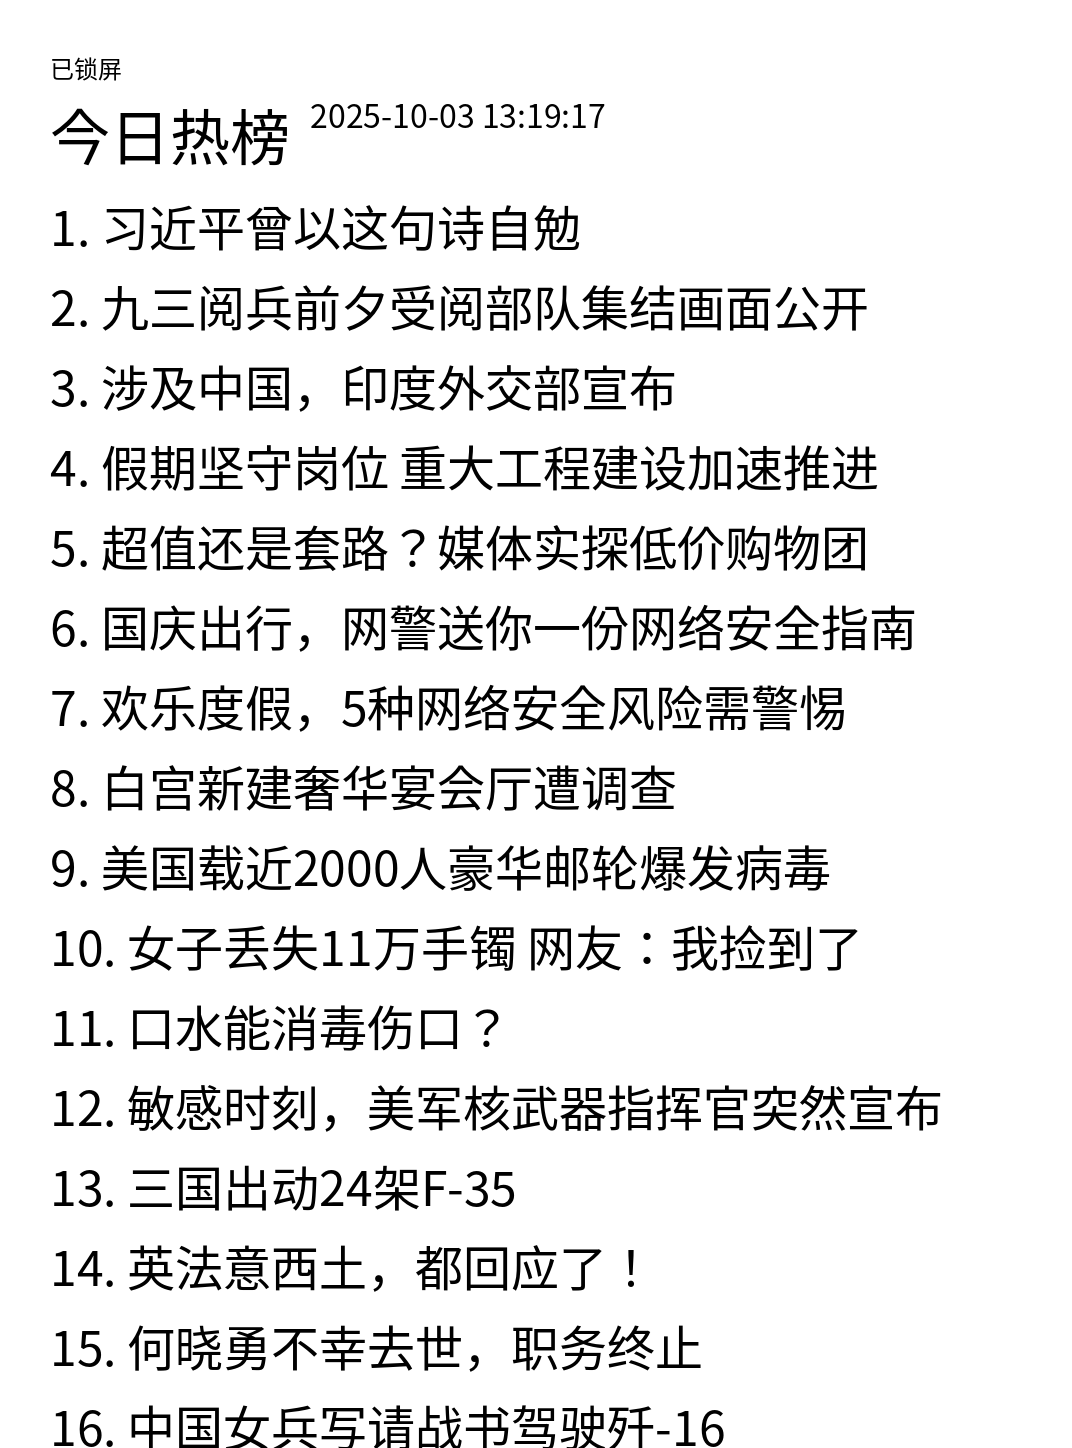 已锁屏
今日热榜 2025-10-03 13:19:17
1. 习近平曾以这句诗自勉
2. 九三阅兵前夕受阅部队集结画面公开
3. 涉及中国，印度外交部宣布
4. 假期坚守岗位 重大工程建设加速推进
5. 超值还是套路？媒体实探低价购物团
6. 国庆出行，网警送你一份网络安全指南
7. 欢乐度假，5种网络安全风险需警惕
8. 白宫新建奢华宴会厅遭调查
9. 美国载近2000人豪华邮轮爆发病毒
10. 女子丢失11万手镯 网友：我捡到了
11. 口水能消毒伤口？
12. 敏感时刻，美军核武器指挥官突然宣布
13. 三国出动24架F-35
14. 英法意西土，都回应了！
15. 何晓勇不幸去世，职务终止
16. 中国女兵写请战书驾驶歼-16